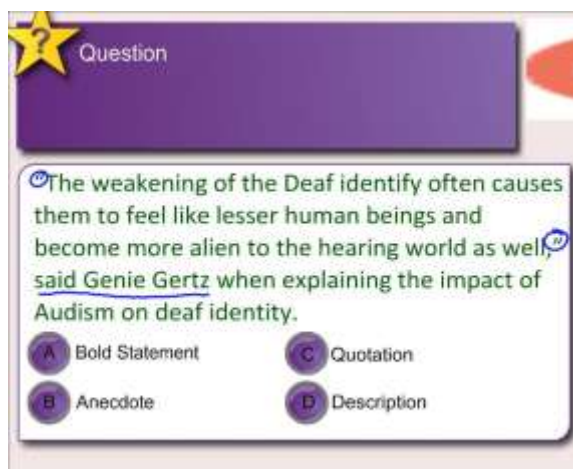 ?
Question
"The weakening of the Deaf identify often causes
them to feel like lesser human beings and
become more alien to the hearing world as well,"
said Genie Gertz when explaining the impact of
Audism on deaf identity.
A Bold Statement
C Quotation
B Anecdote
D Description